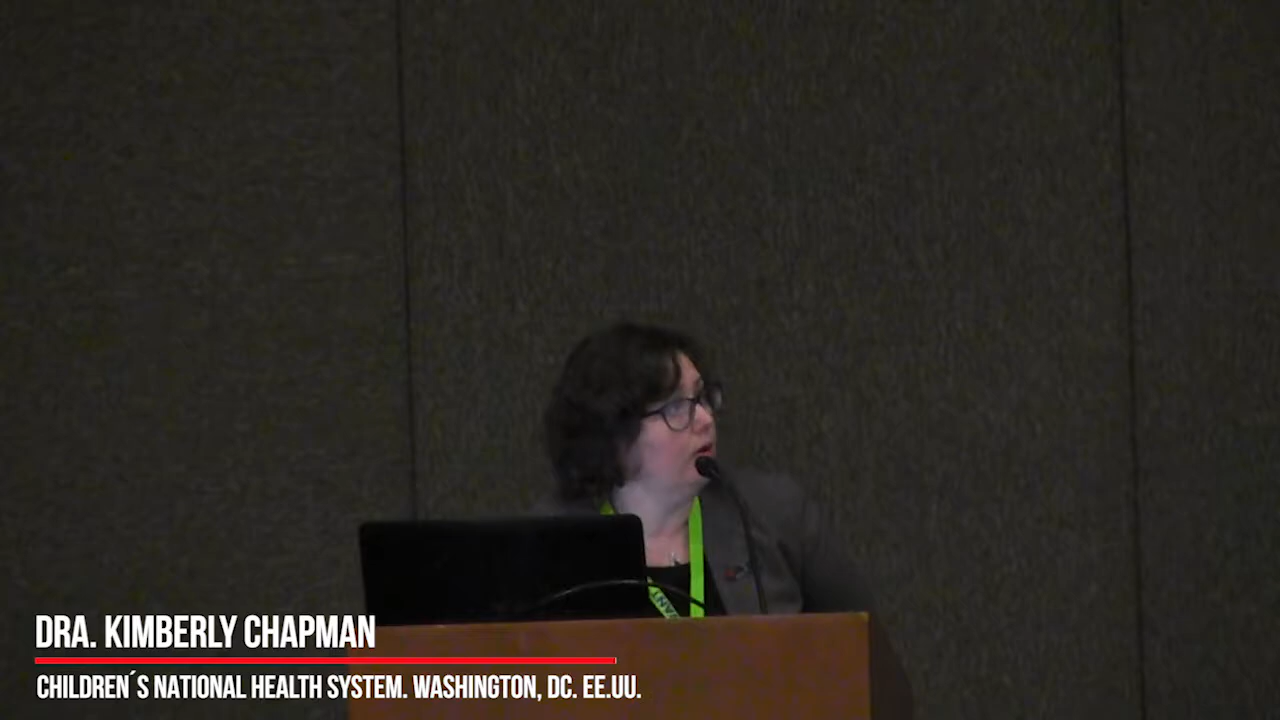 DRA. KIMBERLY CHAPMAN
CHILDREN´S NATIONAL HEALTH SYSTEM. WASHINGTON, DC. EE.UU.